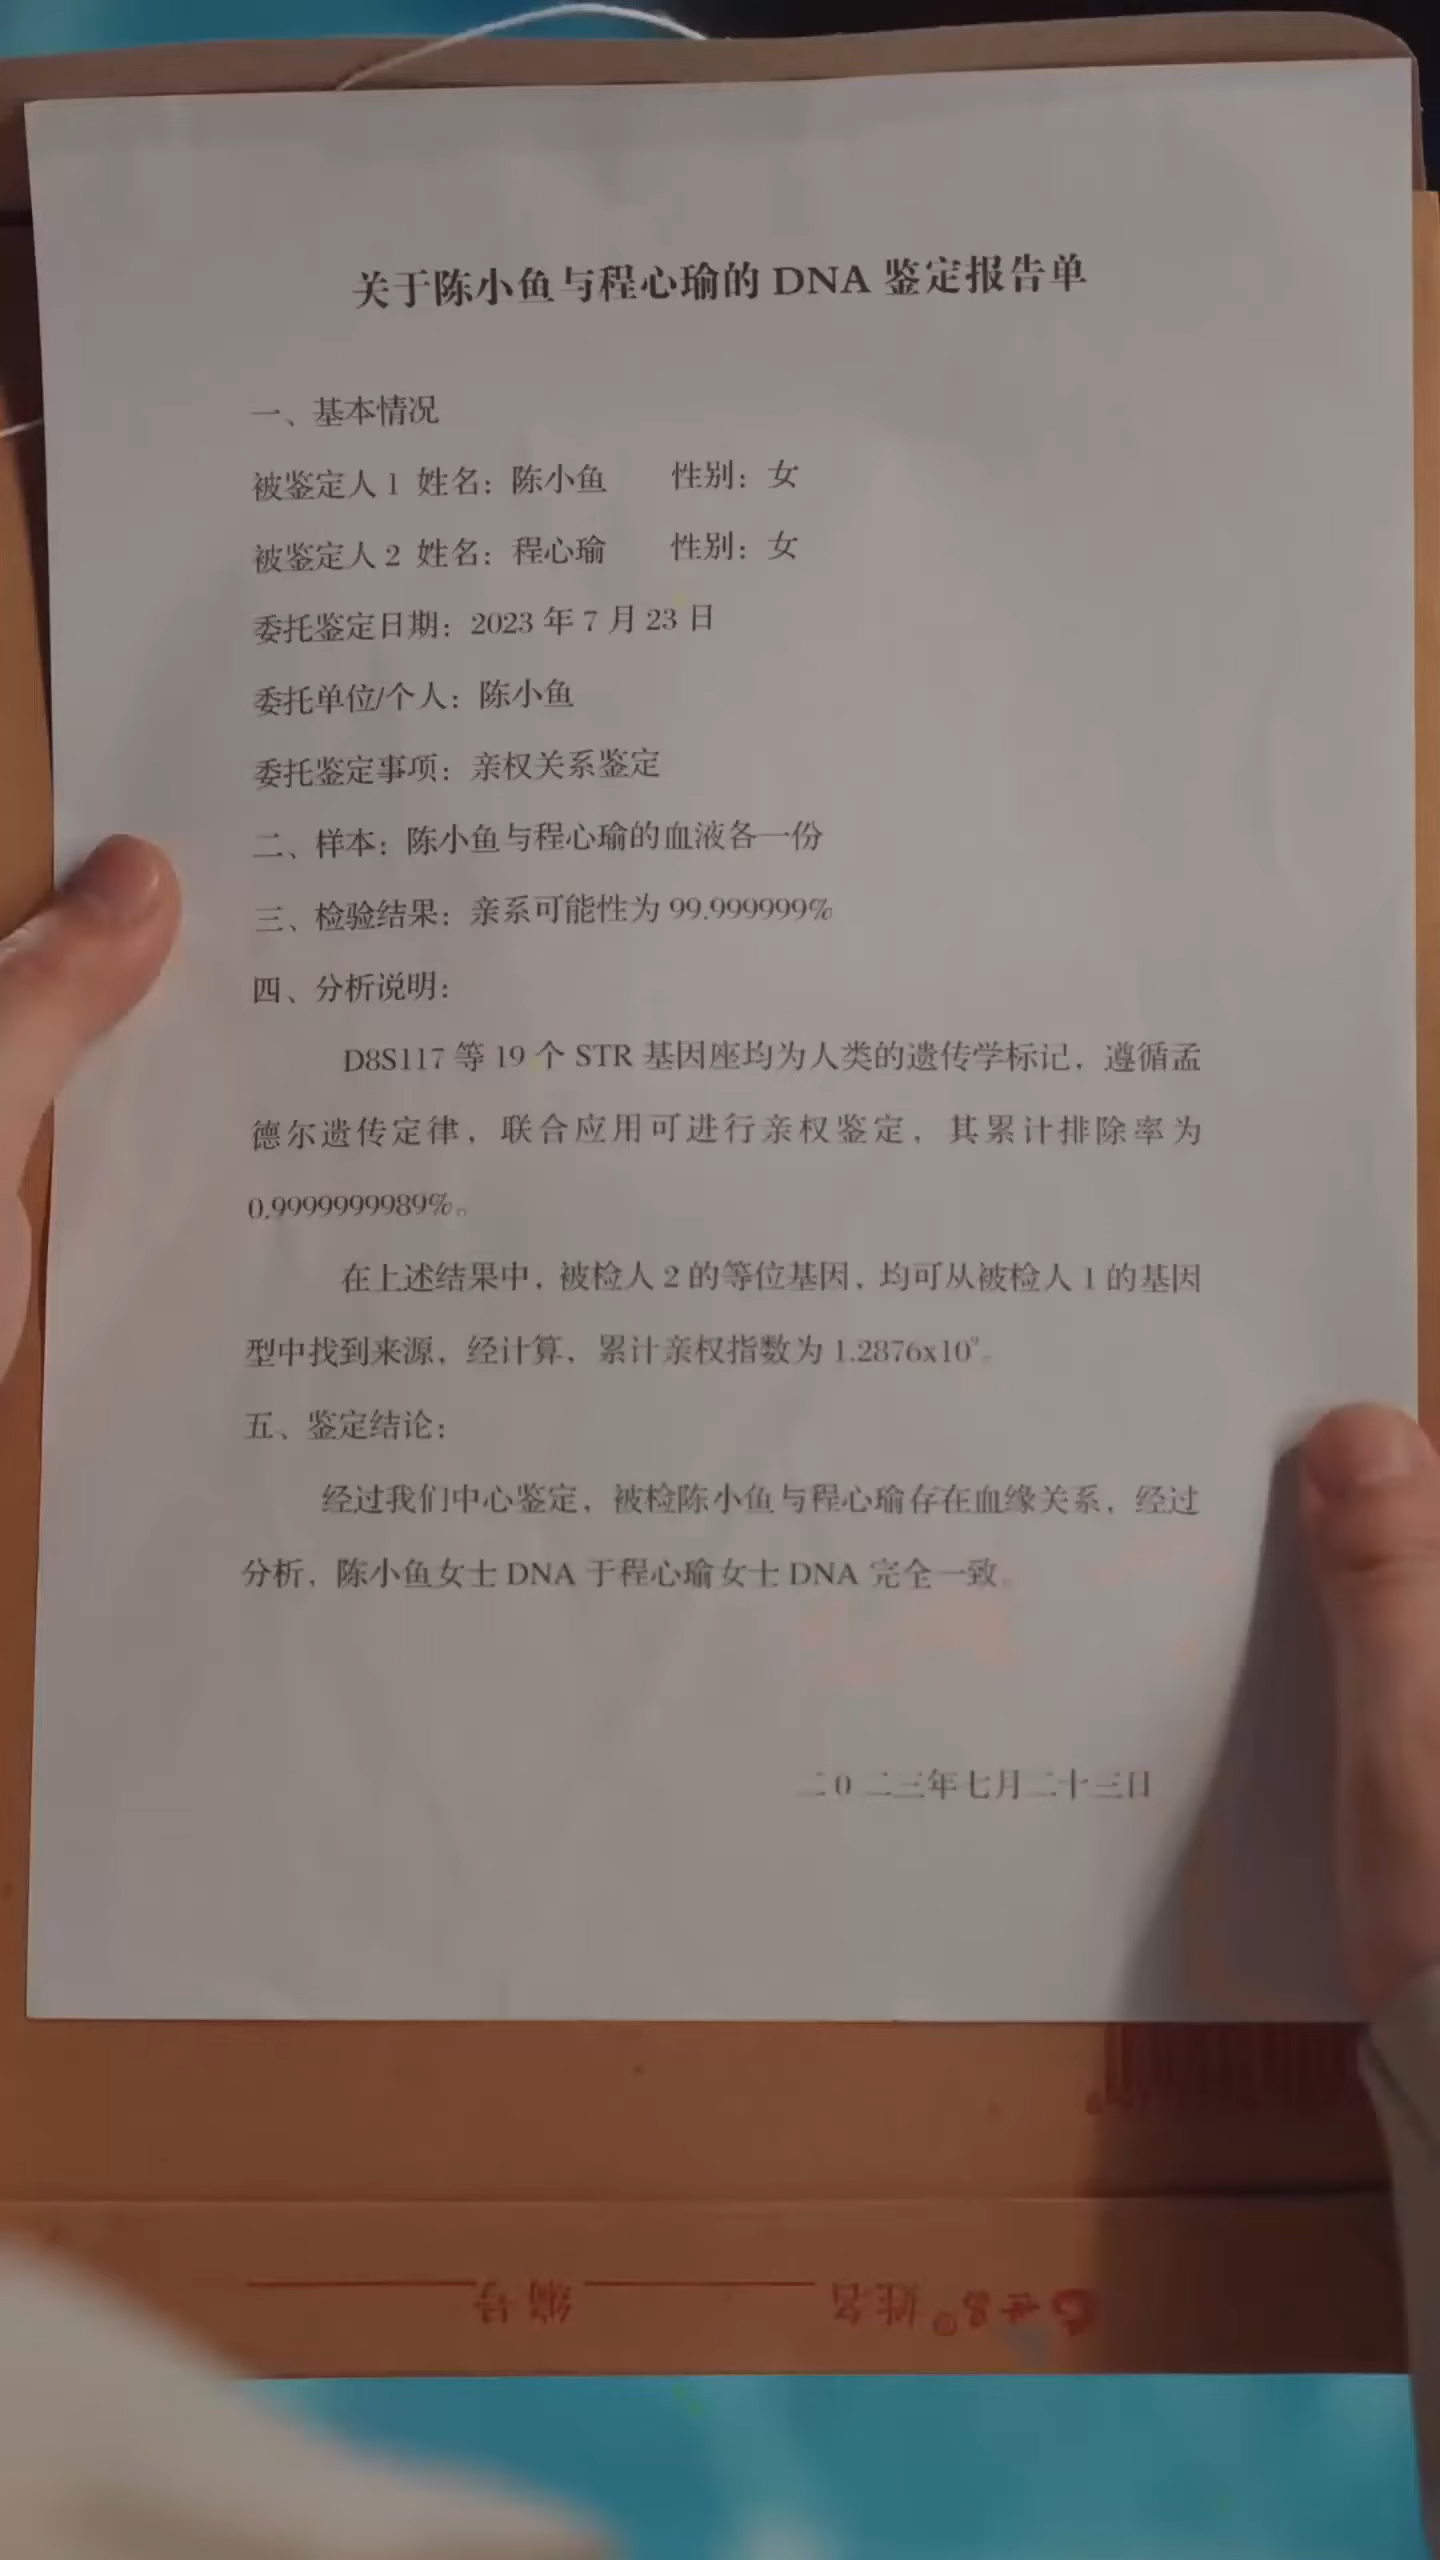 关于陈小鱼与程心瑜的DNA鉴定报告单
一、基本情况
被鉴定人1 姓名：陈小鱼 性别：女
被鉴定人2 姓名：程心瑜 性别：女
委托鉴定日期：2023年7月23日
委托单位/个人：陈小鱼
委托鉴定事项：亲权关系鉴定
二、样本：陈小鱼与程心瑜的血液各一份
三、检验结果：亲系可能性为99.999999%
四、分析说明：
D8S117等19个STR基因座均为人类的遗传学标记，遵循孟
德尔遗传定律，联合应用可进行亲权鉴定，其累计排除率为
0.9999999989%。
在上述结果中，被检人2的等位基因，均可从被检人1的基因
型中找到来源，经计算，累计亲权指数为1.2876x10⁹。
五、鉴定结论：
经过我们中心鉴定，被检陈小鱼与程心瑜存在血缘关系，经过
分析，陈小鱼女士DNA于程心瑜女士DNA完全一致。
二0二三年七月二十三日
姓名 编号